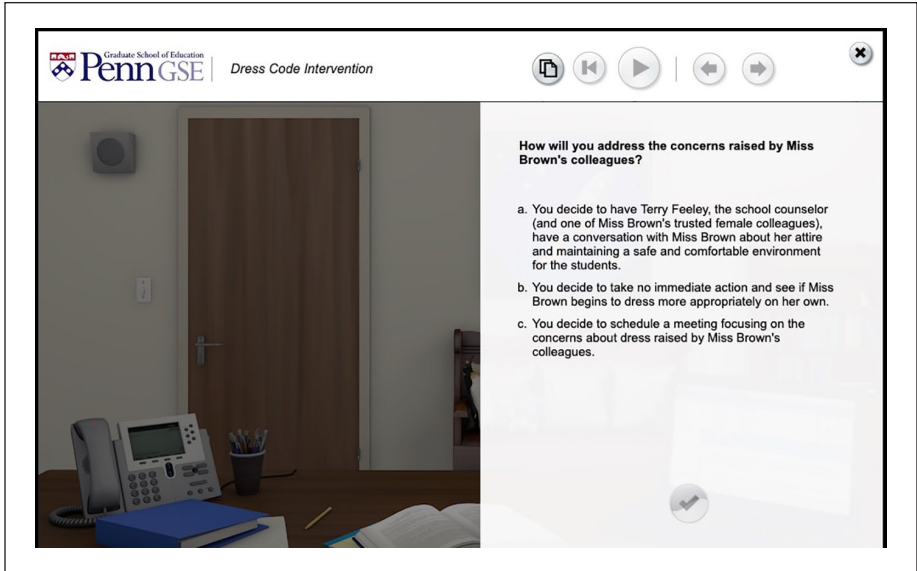 Graduate School of Education
Penn GSE
Dress Code Intervention
How will you address the concerns raised by Miss
Brown's colleagues?
a. You decide to have Terry Feeley, the school counselor
(and one of Miss Brown's trusted female colleagues),
have a conversation with Miss Brown about her attire
and maintaining a safe and comfortable environment
for the students.
b. You decide to take no immediate action and see if Miss
Brown begins to dress more appropriately on her own.
c. You decide to schedule a meeting focusing on the
concerns about dress raised by Miss Brown's
colleagues.